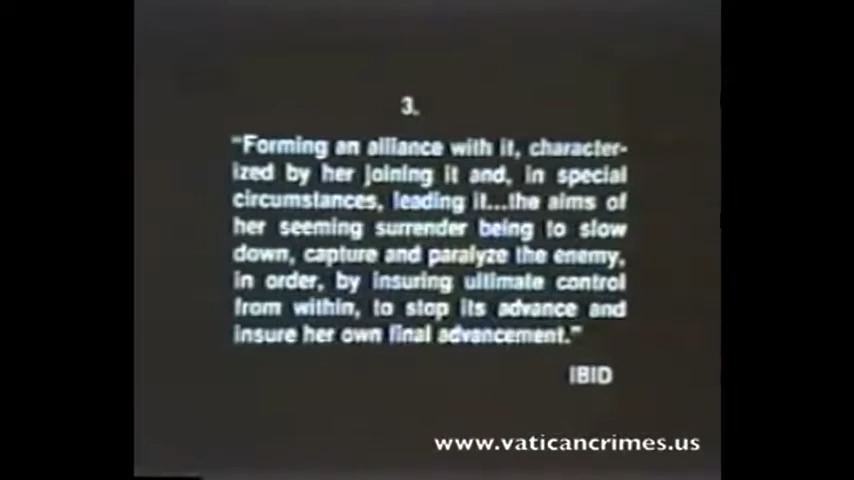 3.
"Forming an alliance with it, character-
ized by her joining it and, in special
circumstances, leading it...the aims of
her seeming surrender being to slow
down, capture and paralyze the enemy,
in order, by insuring ultimate control
from within, to stop its advance and
insure her own final advancement."
IBID
www.vaticancrimes.us